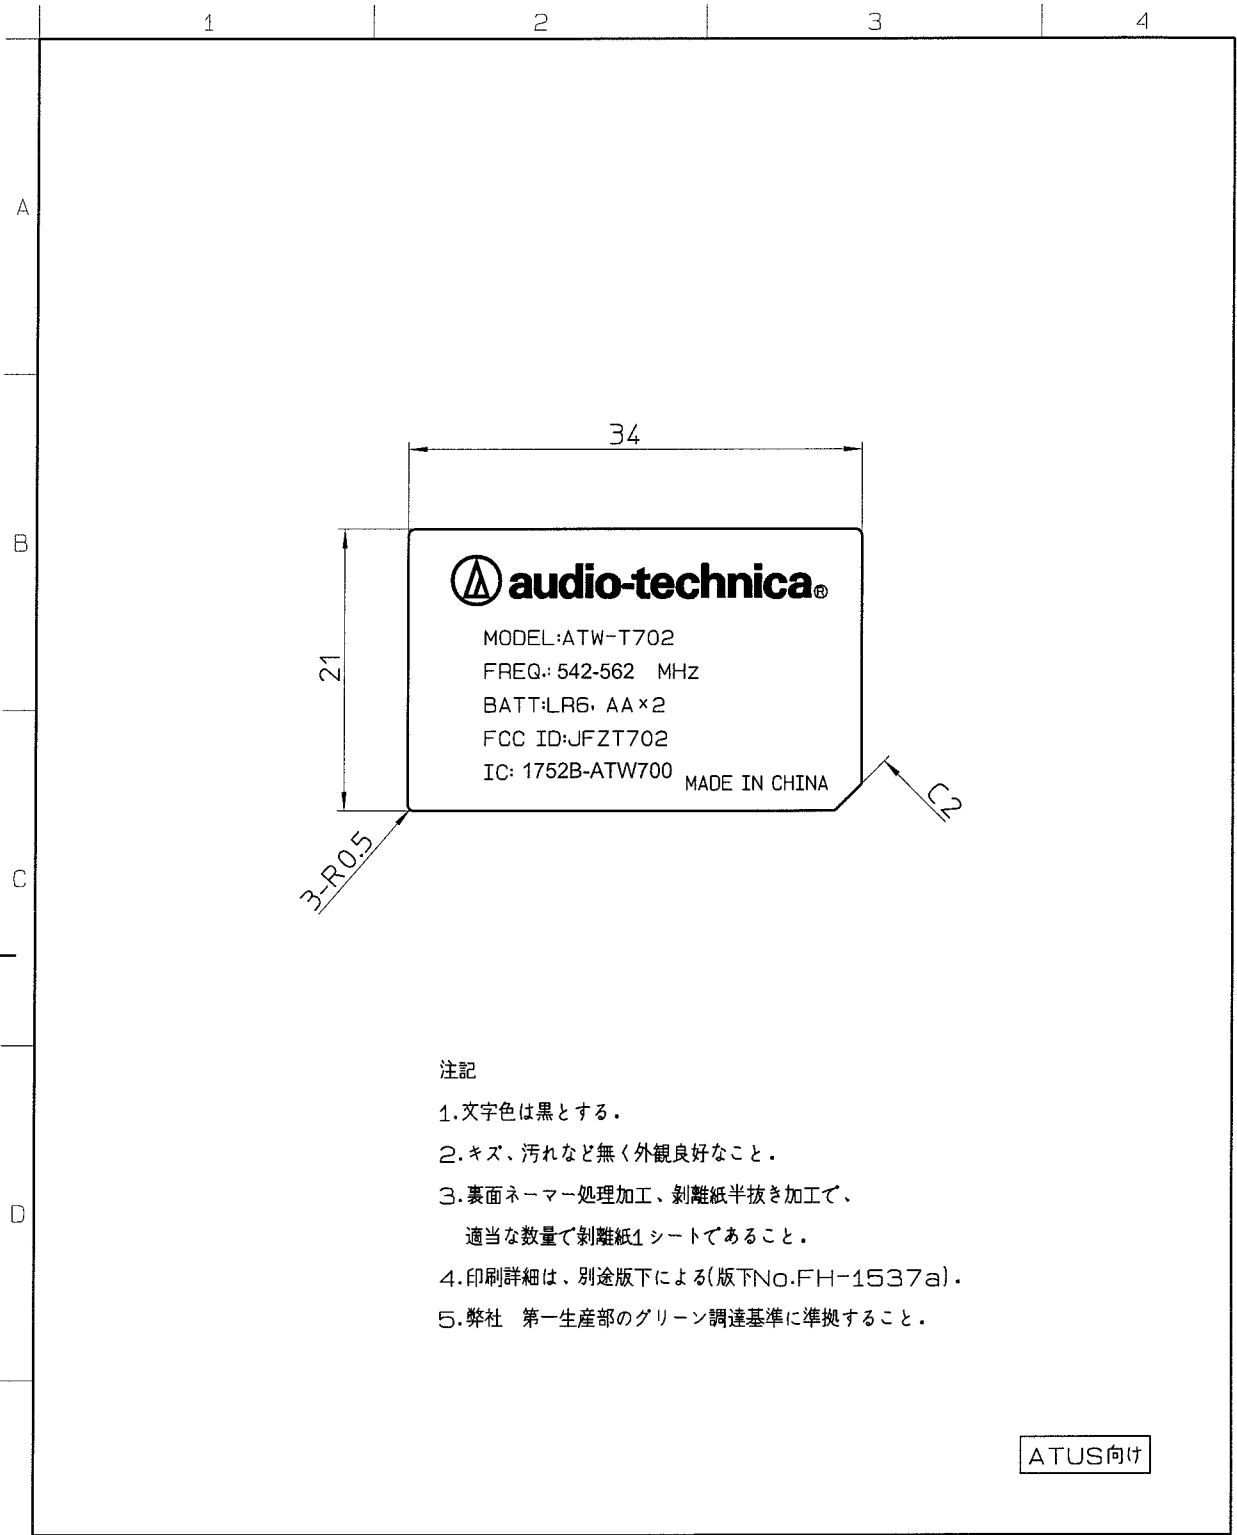 1 2 3 4
A
34
B
audio-technica®
MODEL:ATW-T702
21
FREQ.: 542-562 MHz
BATT:LR6, AA×2
FCC ID:JFZT702
IC: 1752B-ATW700
MADE IN CHINA
C2
3-R0.5
C
注記
1.文字色は黒とする.
2.キズ、汚れなど無く外観良好なこと.
3.裏面ネーマー処理加工、剝離紙半抜き加工で、
D
適当な数量で剝離紙1シートであること.
4.印刷詳細は、別途版下による(版下No.FH-1537a).
5.弊社 第一生産部のグリーン調達基準に準拠すること.
ATUS向け